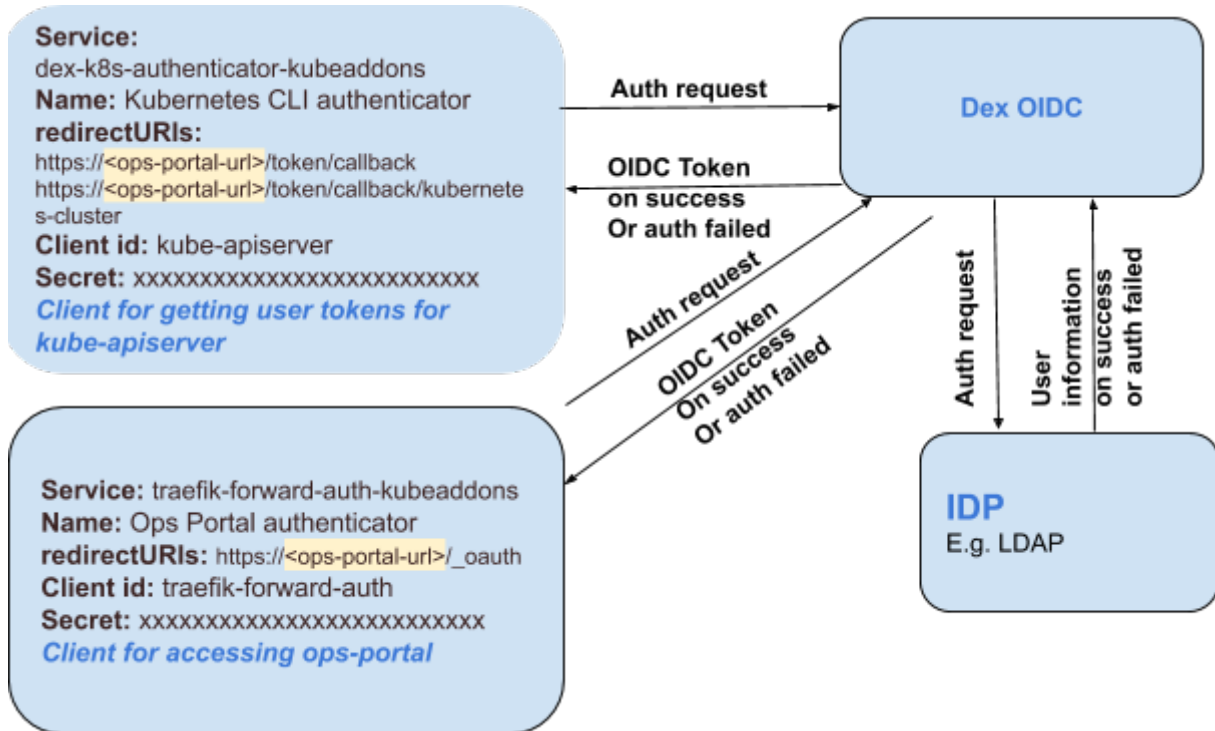 Service:
dex-k8s-authenticator-kubeaddons
Name: Kubernetes CLI authenticator
redirectURIs:
https://<ops-portal-url>/token/callback
https://<ops-portal-url>/token/callback/kubernete
s-cluster
Client id: kube-apiserver
Secret: xxxxxxxxxxxxxxxxxxxxxxxxxx
Client for getting user tokens for
kube-apiserver
Auth request
OIDC Token
on success
Or auth failed
Dex OIDC
Auth request
OIDC Token
On success
Or auth failed
Auth request
User
information
on success
or auth failed
Service: traefik-forward-auth-kubeaddons
Name: Ops Portal authenticator
redirectURIs: https://<ops-portal-url>/_oauth
Client id: traefik-forward-auth
Secret: xxxxxxxxxxxxxxxxxxxxxxxxxx
Client for accessing ops-portal
IDP
E.g. LDAP